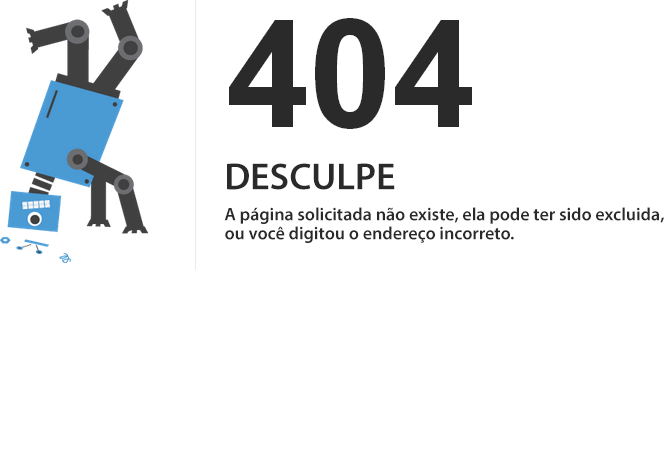 404
DESCULPE
A página solicitada não existe, ela pode ter sido excluida,
ou você digitou o endereço incorreto.